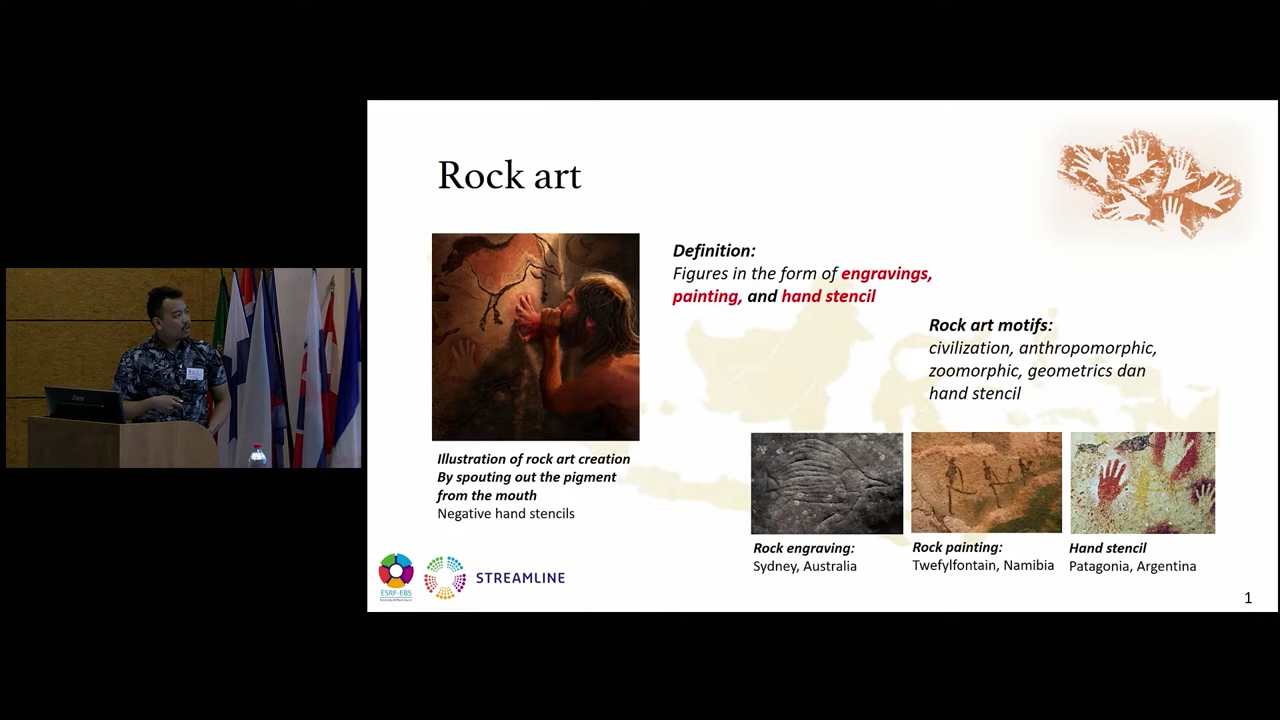 Rock art
Definition:
Figures in the form of engravings,
painting, and hand stencil
Rock art motifs:
civilization, anthropomorphic,
zoomorphic, geometrics dan
hand stencil
Illustration of rock art creation
By spouting out the pigment
from the mouth
Negative hand stencils
Rock engraving:
Sydney, Australia
Rock painting:
Twefylfontain, Namibia
Hand stencil
Patagonia, Argentina
ESRF-EBS
STREAMLINE
1